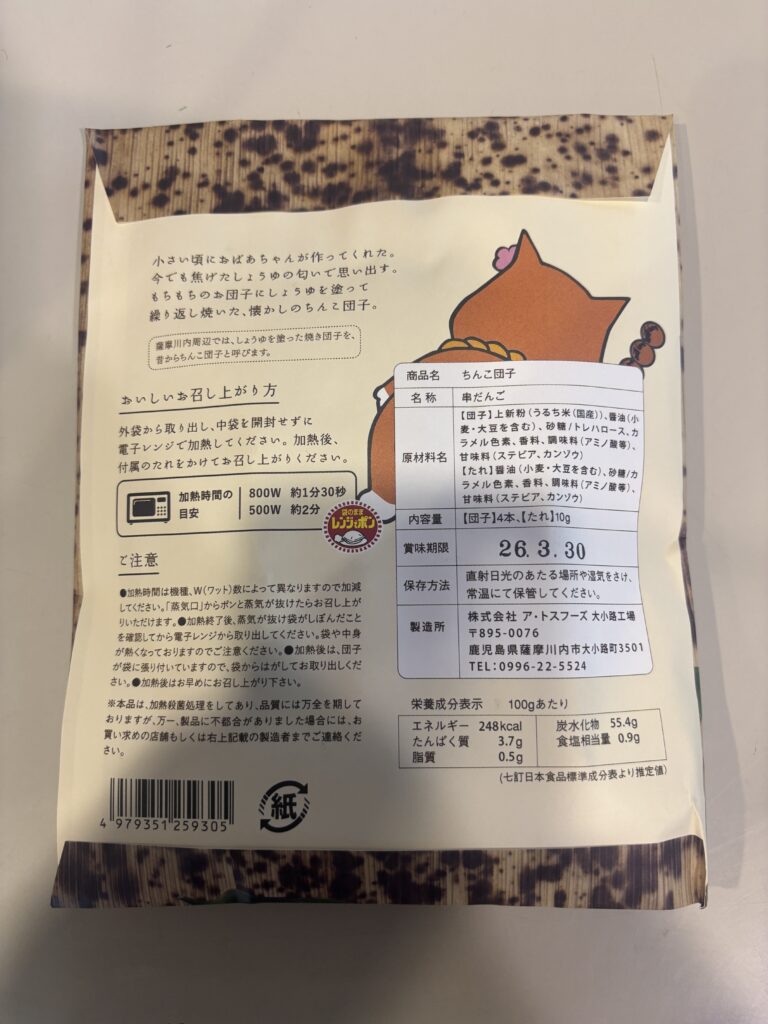 小さい頃におばあちゃんが作ってくれた。
今でも焦げたしょうゆの匂いで思い出す。
もちもちのお団子にしょうゆを塗って
繰り返し焼いた、懐かしのちんこ団子。
薩摩川内周辺では、しょうゆを塗った焼き団子を、
昔からちんこ団子と呼びます。
おいしいお召し上がり方
外袋から取り出し、中袋を開封せずに
電子レンジで加熱してください。加熱後、
付属のたれをかけてお召し上がりください。
加熱時間の
目安
800W 約1分30秒
500W 約2分
袋のまま
レンジでポン
ご注意
●加熱時間は機種、W(ワット)数によって異なりますので加減
してください。「蒸気口」からポンと蒸気が抜けたらお召し上が
りいただけます。●加熱終了後、蒸気が抜け袋がしぼんだこと
を確認してから電子レンジから取り出してください。袋や中身
が熱くなっておりますのでご注意ください。●加熱後は、団子
が袋に張り付いていますので、袋からはがしてお取り出しくだ
さい。●加熱後はお早めにお召し上がり下さい。
※本品は、加熱殺菌処理をしてあり、品質には万全を期して
おりますが、万一、製品に不都合がありました場合には、お
買い求めの店舗もしくは右上記載の製造者までご連絡くだ
さい。
4 979351 259305
紙
商品名 ちんこ団子
名称 串だんご
原材料名
【団子】上新粉(うるち米(国産))、醤油(小
麦・大豆を含む)、砂糖/トレハロース、カ
ラメル色素、香料、調味料(アミノ酸等)、
甘味料(ステビア、カンゾウ)
【たれ】醤油(小麦・大豆を含む)、砂糖/カ
ラメル色素、香料、調味料(アミノ酸等)、
甘味料(ステビア、カンゾウ)
内容量 【団子】4本、【たれ】10g
賞味期限 26.3.30
保存方法 直射日光のあたる場所や湿気をさけ、
常温にて保管してください。
製造所 株式会社 ア・トスフーズ 大小路工場
〒895-0076
鹿児島県薩摩川内市大小路町3501
TEL:0996-22-5524
栄養成分表示 100gあたり
エネルギー 248kcal
たんぱく質 3.7g
脂質 0.5g
炭水化物 55.4g
食塩相当量 0.9g
(七訂日本食品標準成分表より推定値)